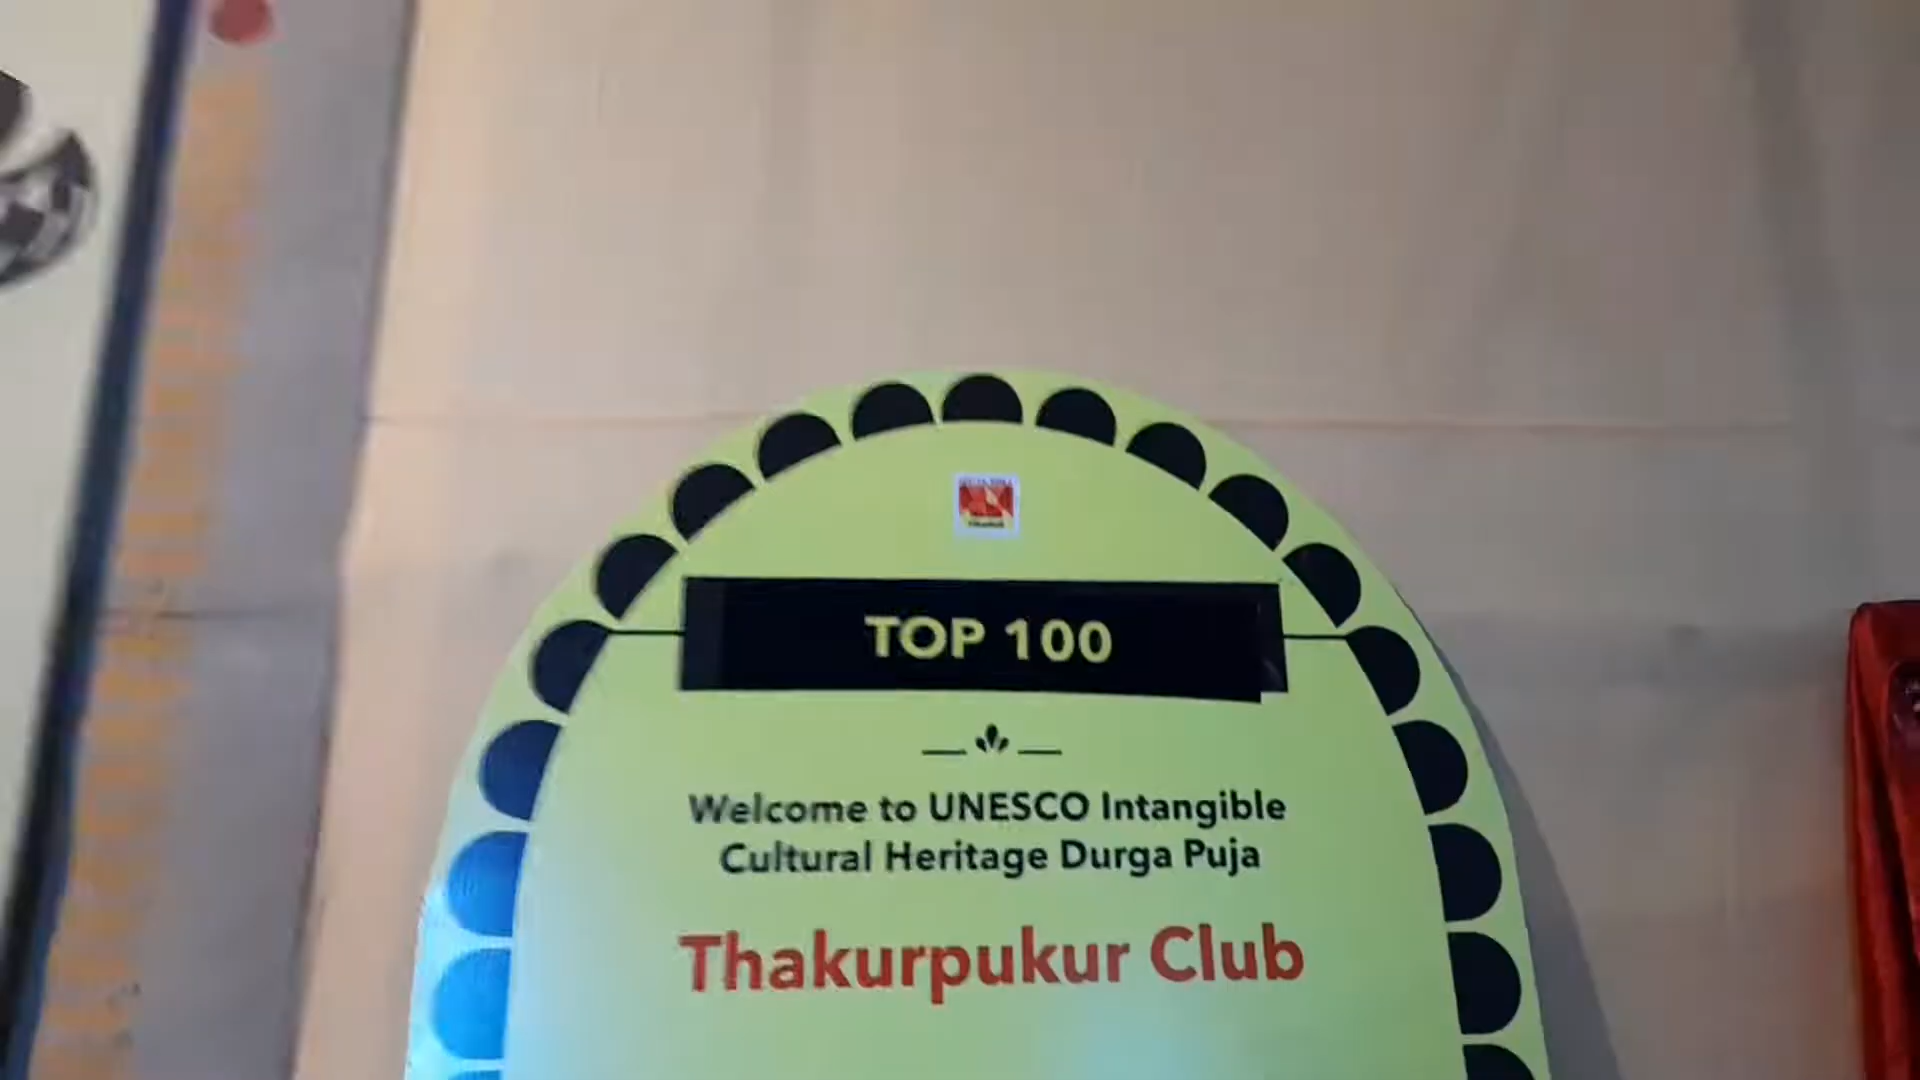 TOP 100
Welcome to UNESCO Intangible
Cultural Heritage Durga Puja
Thakurpukur Club